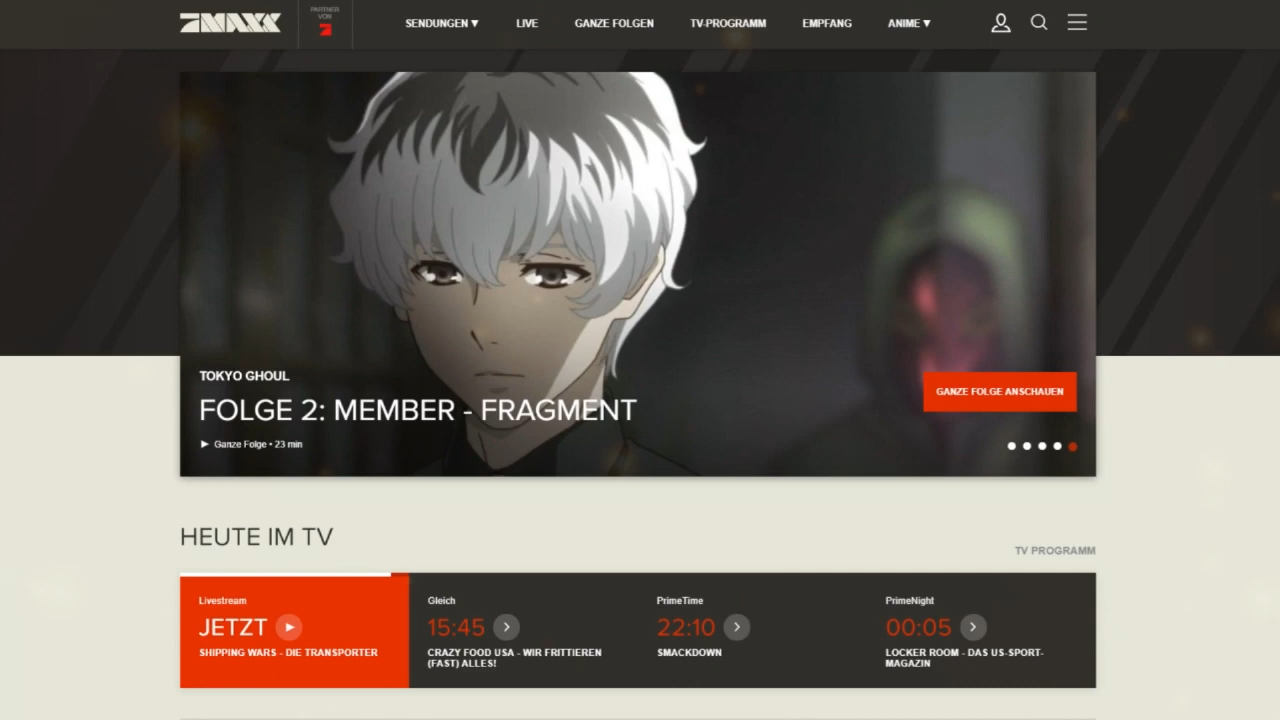 7MAXX
PARTNER
VON
SENDUNGEN ▼
LIVE
GANZE FOLGEN
TV-PROGRAMM
EMPFANG
ANIME ▼
TOKYO GHOUL
FOLGE 2: MEMBER - FRAGMENT
Ganze Folge • 23 min
GANZE FOLGE ANSCHAUEN
HEUTE IM TV
TV PROGRAMM
Livestream
JETZT
SHIPPING WARS - DIE TRANSPORTER
Gleich
15:45
CRAZY FOOD USA - WIR FRITTIEREN
(FAST) ALLES!
PrimeTime
22:10
SMACKDOWN
PrimeNight
00:05
LOCKER ROOM - DAS US-SPORT-
MAGAZIN